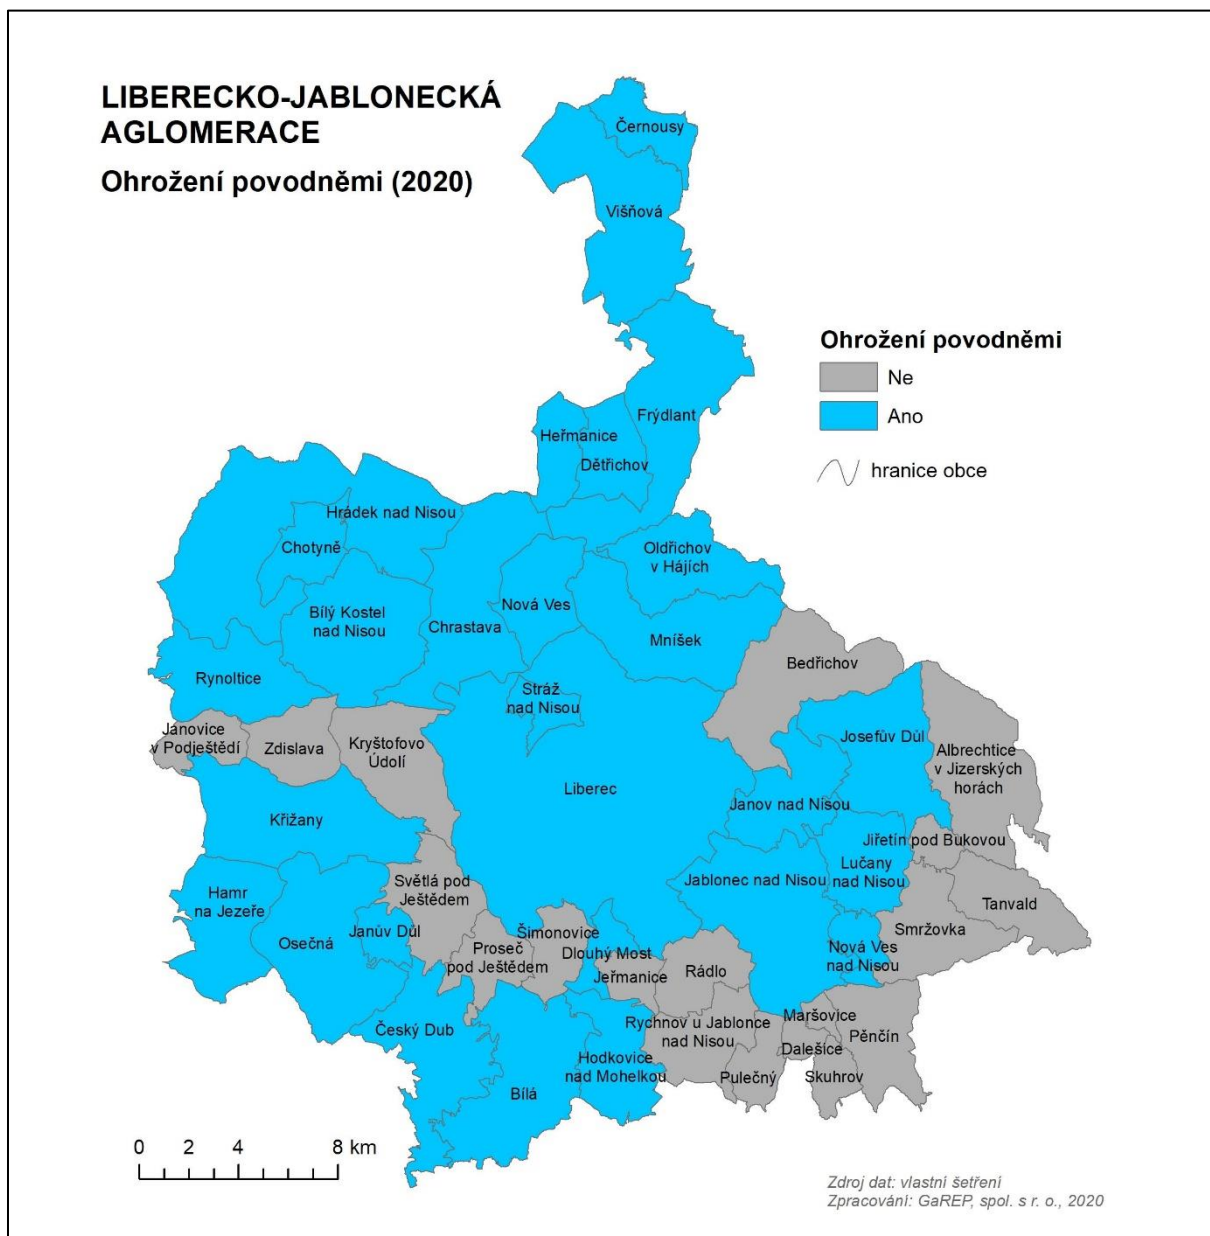 LIBERECKO-JABLONECKÁ
AGLOMERACE
Ohrožení povodněmi (2020)
Černousy
Višňová
Ohrožení povodněmi
Ne
Ano
hranice obce
Frýdlant
Heřmanice
Dětřichov
Hrádek nad Nisou
Chotyně
Oldřichov
v Hájích
Nová Ves
Bílý Kostel
nad Nisou
Chrastava
Mníšek
Bedřichov
Rynoltice
Stráž
nad Nisou
Jánovice
v Podještědí
Zdislava
Kryštofovo
Údolí
Josefův Důl
Albrechtice
v Jizerských
horách
Liberec
Janov nad Nisou
Křižany
Jiřetín pod Bukovou
Lučany
nad Nisou
Jablonec nad Nisou
Světlá pod
Ještědem
Hamr
na Jezeře
Tanvald
Smržovka
Janův Důl
Osečná
Šimonovice
Proseč
pod Ještědem
Dlouhý Most
Jeřmanice
Rádlo
Nová Ves
nad Nisou
Český Dub
Rychnov u Jablonce
nad Nisou
Maršovice
Pěnčín
Dalešice
Hodkovice
nad Mohelkou
Pulečný
Skuhrov
Bílá
0 2 4 8 km
Zdroj dat: vlastní šetření
Zpracování: GaREP, spol. s r. o., 2020